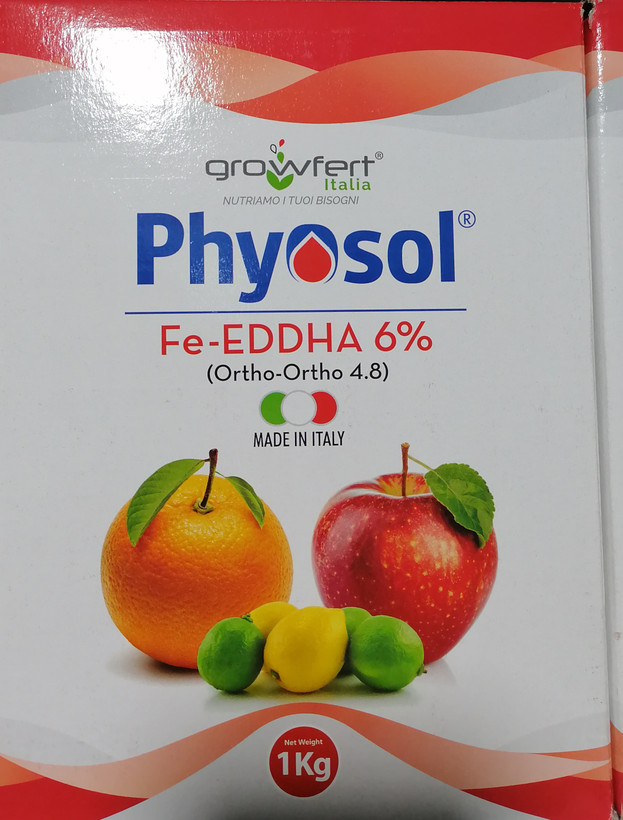 growfert®
Italia
NUTRIAMO I TUOI BISOGNI
Phyosol®
Fe-EDDHA 6%
(Ortho-Ortho 4.8)
MADE IN ITALY
Net Weight
1Kg